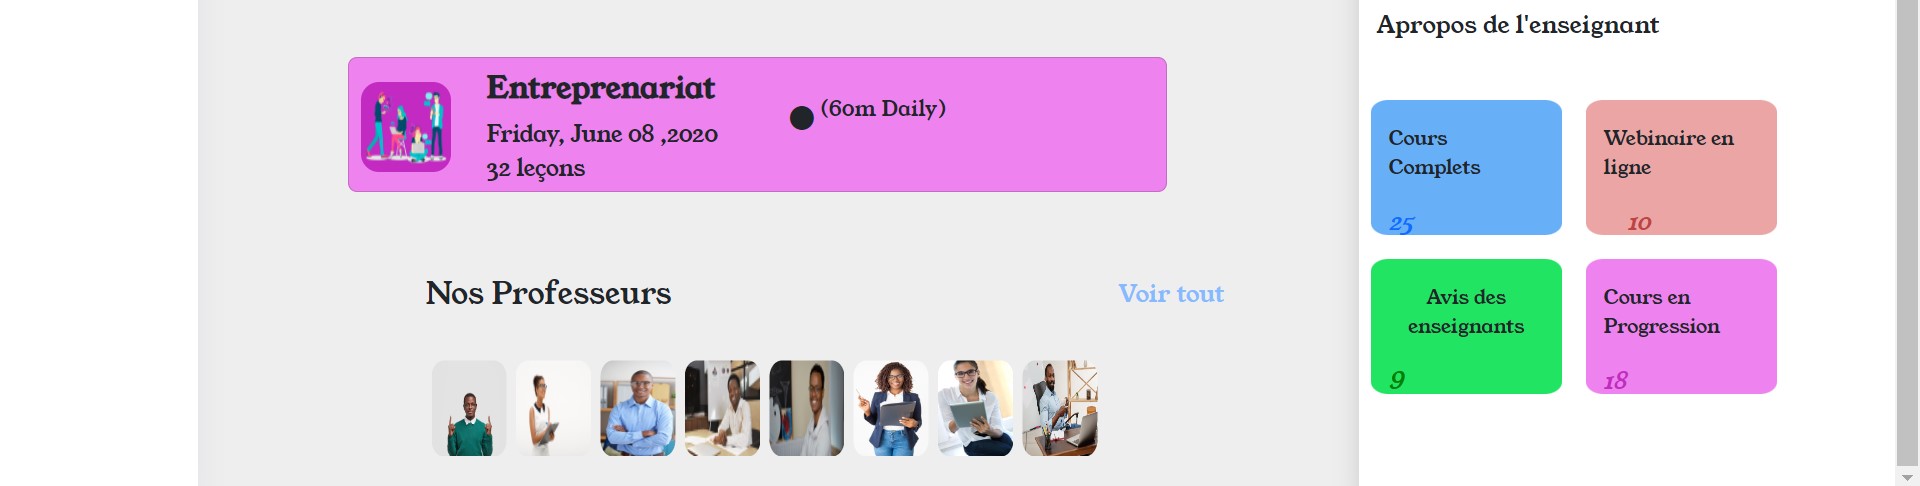 Entreprenariat
(60m Daily)
Friday, June 08 ,2020
32 leçons
Nos Professeurs
Voir tout
Apropos de l'enseignant
Cours
Complets
25
Webinaire en
ligne
10
Avis des
enseignants
9
Cours en
Progression
18